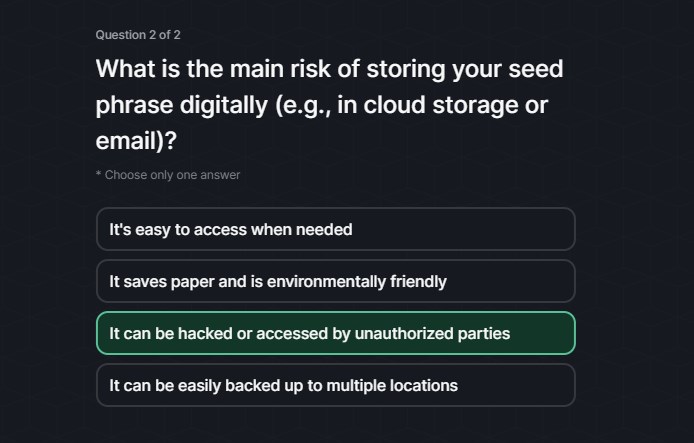 Question 2 of 2
What is the main risk of storing your seed
phrase digitally (e.g., in cloud storage or
email)?
* Choose only one answer
It's easy to access when needed
It saves paper and is environmentally friendly
It can be hacked or accessed by unauthorized parties
It can be easily backed up to multiple locations